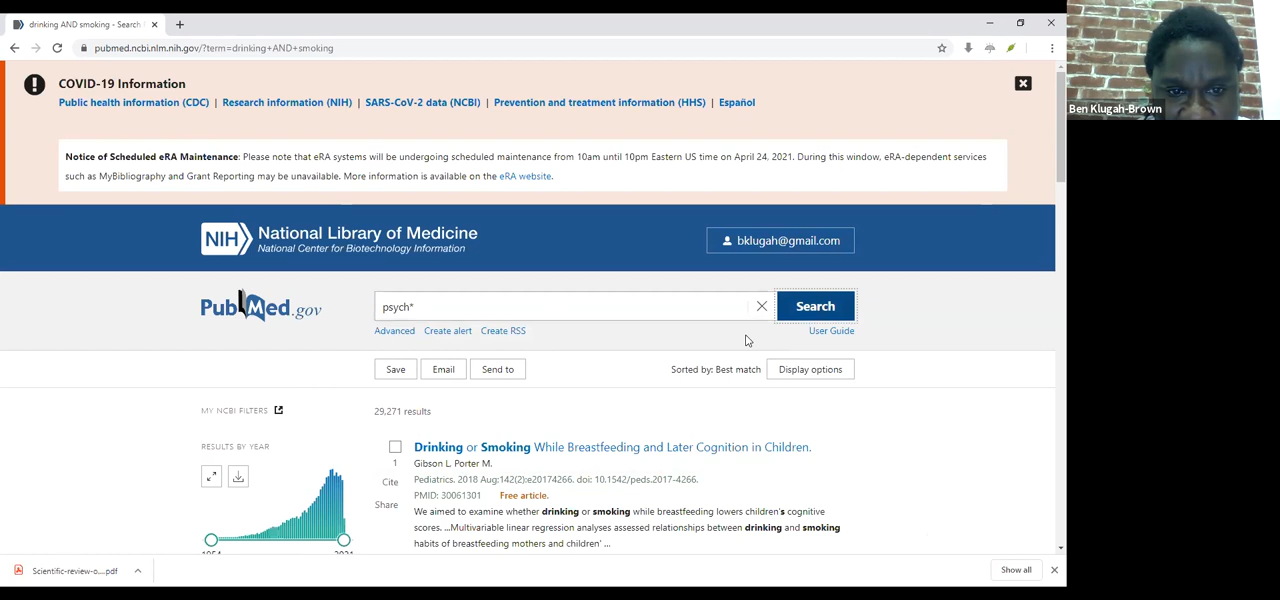 drinking AND smoking - Search
pubmed.ncbi.nlm.nih.gov/?term=drinking+AND+smoking
Ben Klugah-Brown
COVID-19 Information
Public health information (CDC) | Research information (NIH) | SARS-CoV-2 data (NCBI) | Prevention and treatment information (HHS) | Español
Notice of Scheduled eRA Maintenance: Please note that eRA systems will be undergoing scheduled maintenance from 10am until 10pm Eastern US time on April 24, 2021. During this window, eRA-dependent services
such as MyBibliography and Grant Reporting may be unavailable. More information is available on the eRA website.
NIH National Library of Medicine
National Center for Biotechnology Information
bklugah@gmail.com
PubMed.gov
psych*
Search
Advanced Create alert Create RSS
User Guide
Save Email Send to
Sorted by: Best match Display options
MY NCBI FILTERS
29,271 results
RESULTS BY YEAR
Drinking or Smoking While Breastfeeding and Later Cognition in Children.
1
Gibson L, Porter M.
Cite
Pediatrics. 2018 Aug;142(2):e20174266. doi: 10.1542/peds.2017-4266.
Share
PMID: 30061301 Free article.
We aimed to examine whether drinking or smoking while breastfeeding lowers children's cognitive
scores. ...Multivariable linear regression analyses assessed relationships between drinking and smoking
habits of breastfeeding mothers and children' ...
1954 2021
Scientific-review-o....pdf
Show all